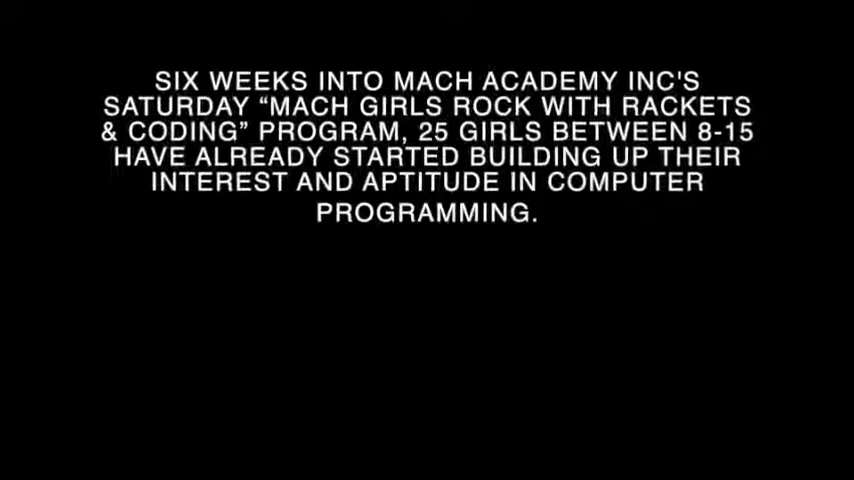 SIX WEEKS INTO MACH ACADEMY INC'S
SATURDAY “MACH GIRLS ROCK WITH RACKETS
& CODING” PROGRAM, 25 GIRLS BETWEEN 8-15
HAVE ALREADY STARTED BUILDING UP THEIR
INTEREST AND APTITUDE IN COMPUTER
PROGRAMMING.